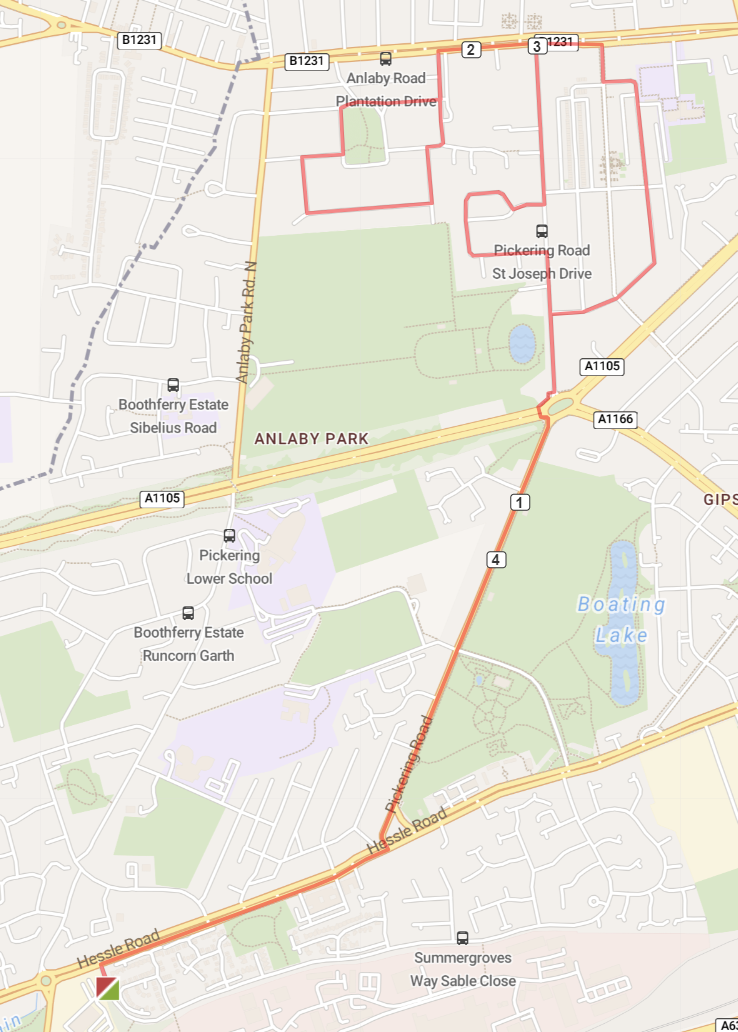 B1231
B1231
2
3
B1231
Anlaby Road
Plantation Drive
Pickering Road
St Joseph Drive
Anlaby Park Rd. N
A1105
Boothferry Estate
Sibelius Road
A1166
ANLABY PARK
A1105
1
GIPS
Pickering
Lower School
4
Boating
Lake
Boothferry Estate
Runcorn Garth
Pickering Road
Hessle Road
Hessle Road
Summergroves
Way Sable Close
lin
A63